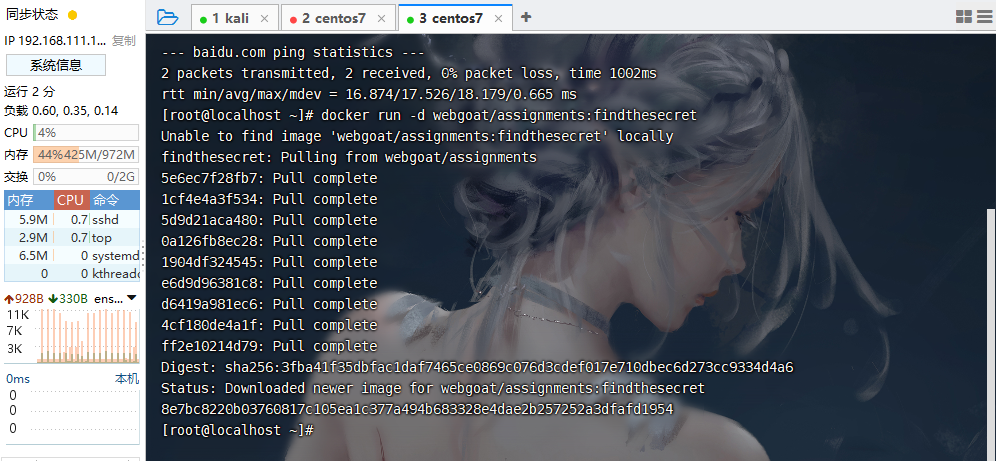 同步状态
IP 192.168.111.1... 复制
系统信息
运行 2 分
负载 0.60, 0.35, 0.14
CPU 4%
内存 44% 425M/972M
交换 0% 0/2G
内存 CPU 命令
5.9M 0.7 sshd
2.9M 0.7 top
6.5M 0 systemd
0 0 kthreadd
928B 330B ens...
11K
7K
3K
0ms 本机
0
0
0
1 kali
2 centos7
3 centos7
--- baidu.com ping statistics ---
2 packets transmitted, 2 received, 0% packet loss, time 1002ms
rtt min/avg/max/mdev = 16.874/17.526/18.179/0.665 ms
[root@localhost ~]# docker run -d webgoat/assignments:findthesecret
Unable to find image 'webgoat/assignments:findthesecret' locally
findthesecret: Pulling from webgoat/assignments
5e6ec7f28fb7: Pull complete
1cf4e4a3f534: Pull complete
5d9d21aca480: Pull complete
0a126fb8ec28: Pull complete
1904df324545: Pull complete
e6d9d96381c8: Pull complete
d6419a981ec6: Pull complete
4cf180de4a1f: Pull complete
ff2e10214d79: Pull complete
Digest: sha256:3fba41f35dbfac1daf7465ce0869c076d3cdef017e710dbec6d273cc9334d4a6
Status: Downloaded newer image for webgoat/assignments:findthesecret
8e7bc8220b03760817c105ea1c377a494b683328e4dae2b257252a3dfafd1954
[root@localhost ~]#